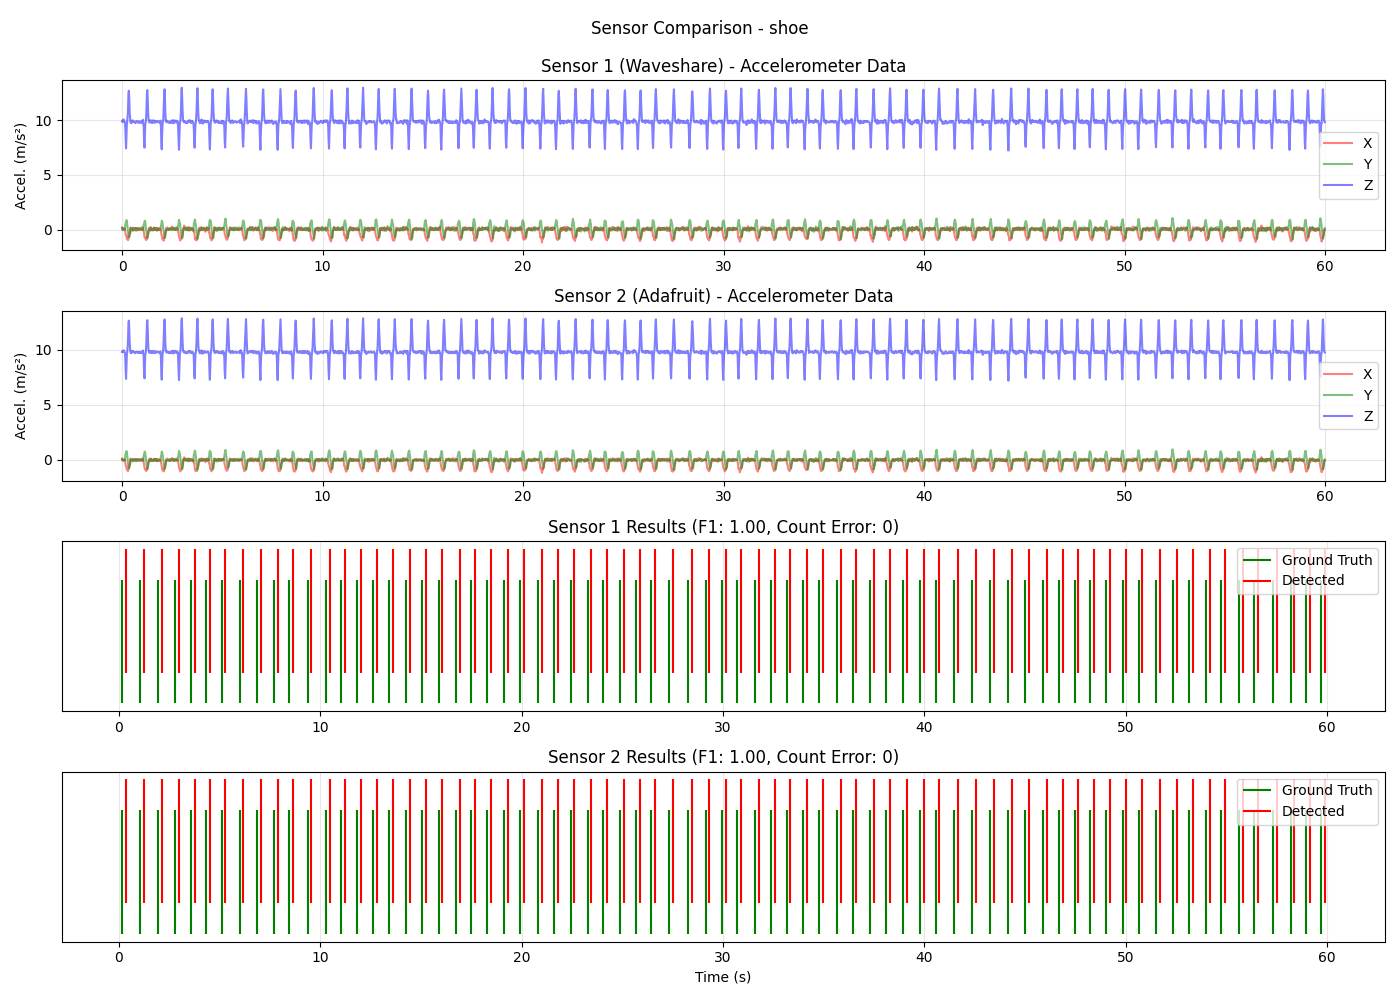 Sensor Comparison - shoe
Sensor 1 (Waveshare) - Accelerometer Data
Accel. (m/s²)
10
5
0
X
Y
Z
0 10 20 30 40 50 60
Sensor 2 (Adafruit) - Accelerometer Data
Accel. (m/s²)
10
5
0
X
Y
Z
0 10 20 30 40 50 60
Sensor 1 Results (F1: 1.00, Count Error: 0)
Ground Truth
Detected
0 10 20 30 40 50 60
Sensor 2 Results (F1: 1.00, Count Error: 0)
Ground Truth
Detected
0 10 20 30 40 50 60
Time (s)